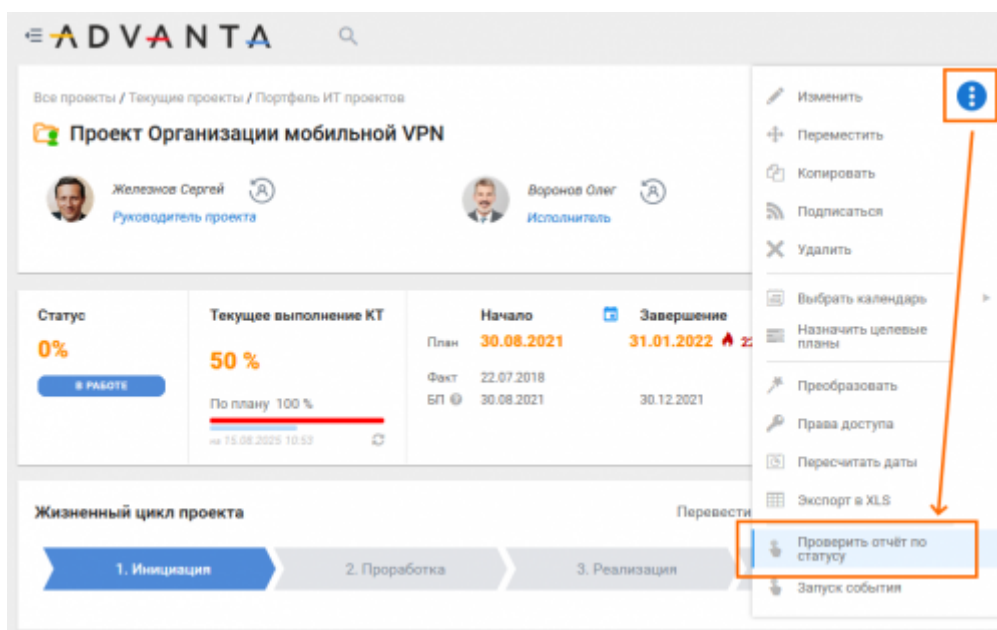 ADVANTA
Все проекты / Текущие проекты / Портфель ИТ проектов
Проект Организации мобильной VPN
Железнов Сергей
Руководитель проекта
Воронов Олег
Исполнитель
Статус
0%
В РАБОТЕ
Текущее выполнение КТ
50 %
По плану 100 %
на 15.08.2025 10:53
Начало
Завершение
План 30.08.2021 31.01.2022 22
Факт 22.07.2018
БП 30.08.2021 30.12.2021
Жизненный цикл проекта
Перевести
1. Инициация
2. Проработка
3. Реализация
Изменить
Переместить
Копировать
Подписаться
Удалить
Выбрать календарь
Назначить целевые
планы
Преобразовать
Права доступа
Пересчитать даты
Экспорт в XLS
Проверить отчёт по
статусу
Запуск события